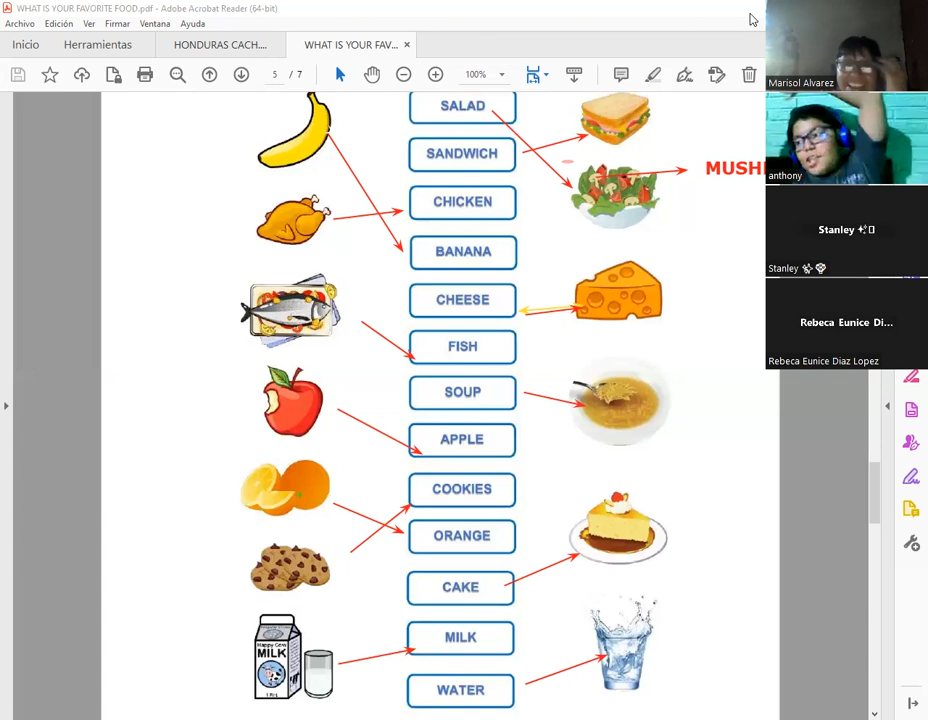 WHAT IS YOUR FAVORITE FOOD.pdf - Adobe Acrobat Reader (64-bit)
Archivo Edición Ver Firmar Ventana Ayuda
Inicio Herramientas HONDURAS CACH.... WHAT IS YOUR FAV... ×
5 / 7 100%
Marisol Alvarez
anthony
Stanley
Stanley
Rebeca Eunice Di...
Rebeca Eunice Diaz Lopez
SALAD
SANDWICH
MUSH
CHICKEN
BANANA
CHEESE
FISH
SOUP
APPLE
COOKIES
ORANGE
CAKE
Happy Cow
MILK
MILK
WATER